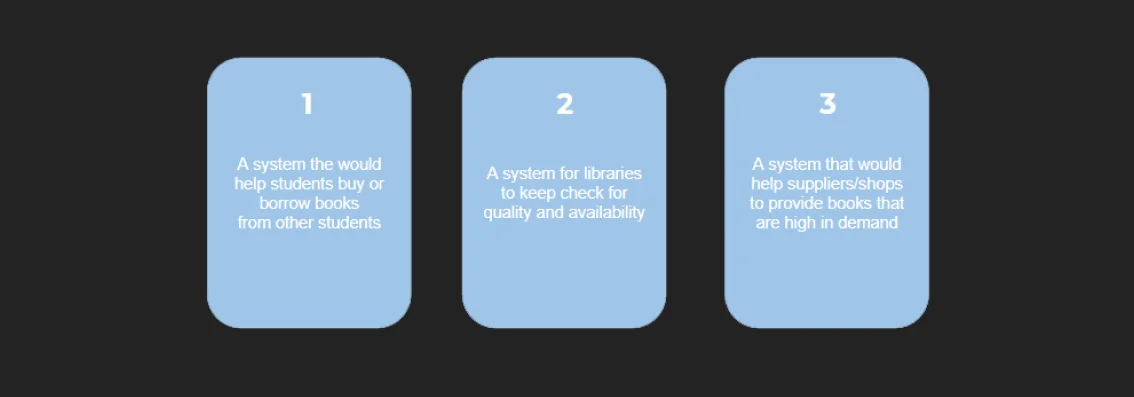 1
A system the would
help students buy or
borrow books
from other students
2
A system for libraries
to keep check for
quality and availability
3
A system that would
help suppliers/shops
to provide books that
are high in demand